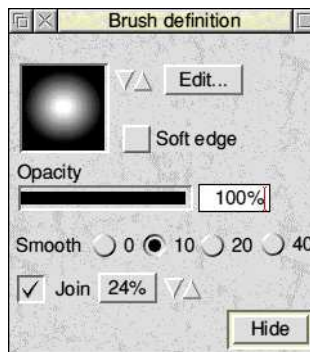 Brush definition
Edit...
Soft edge
Opacity
100%
Smooth 0 10 20 40
Join 24%
Hide